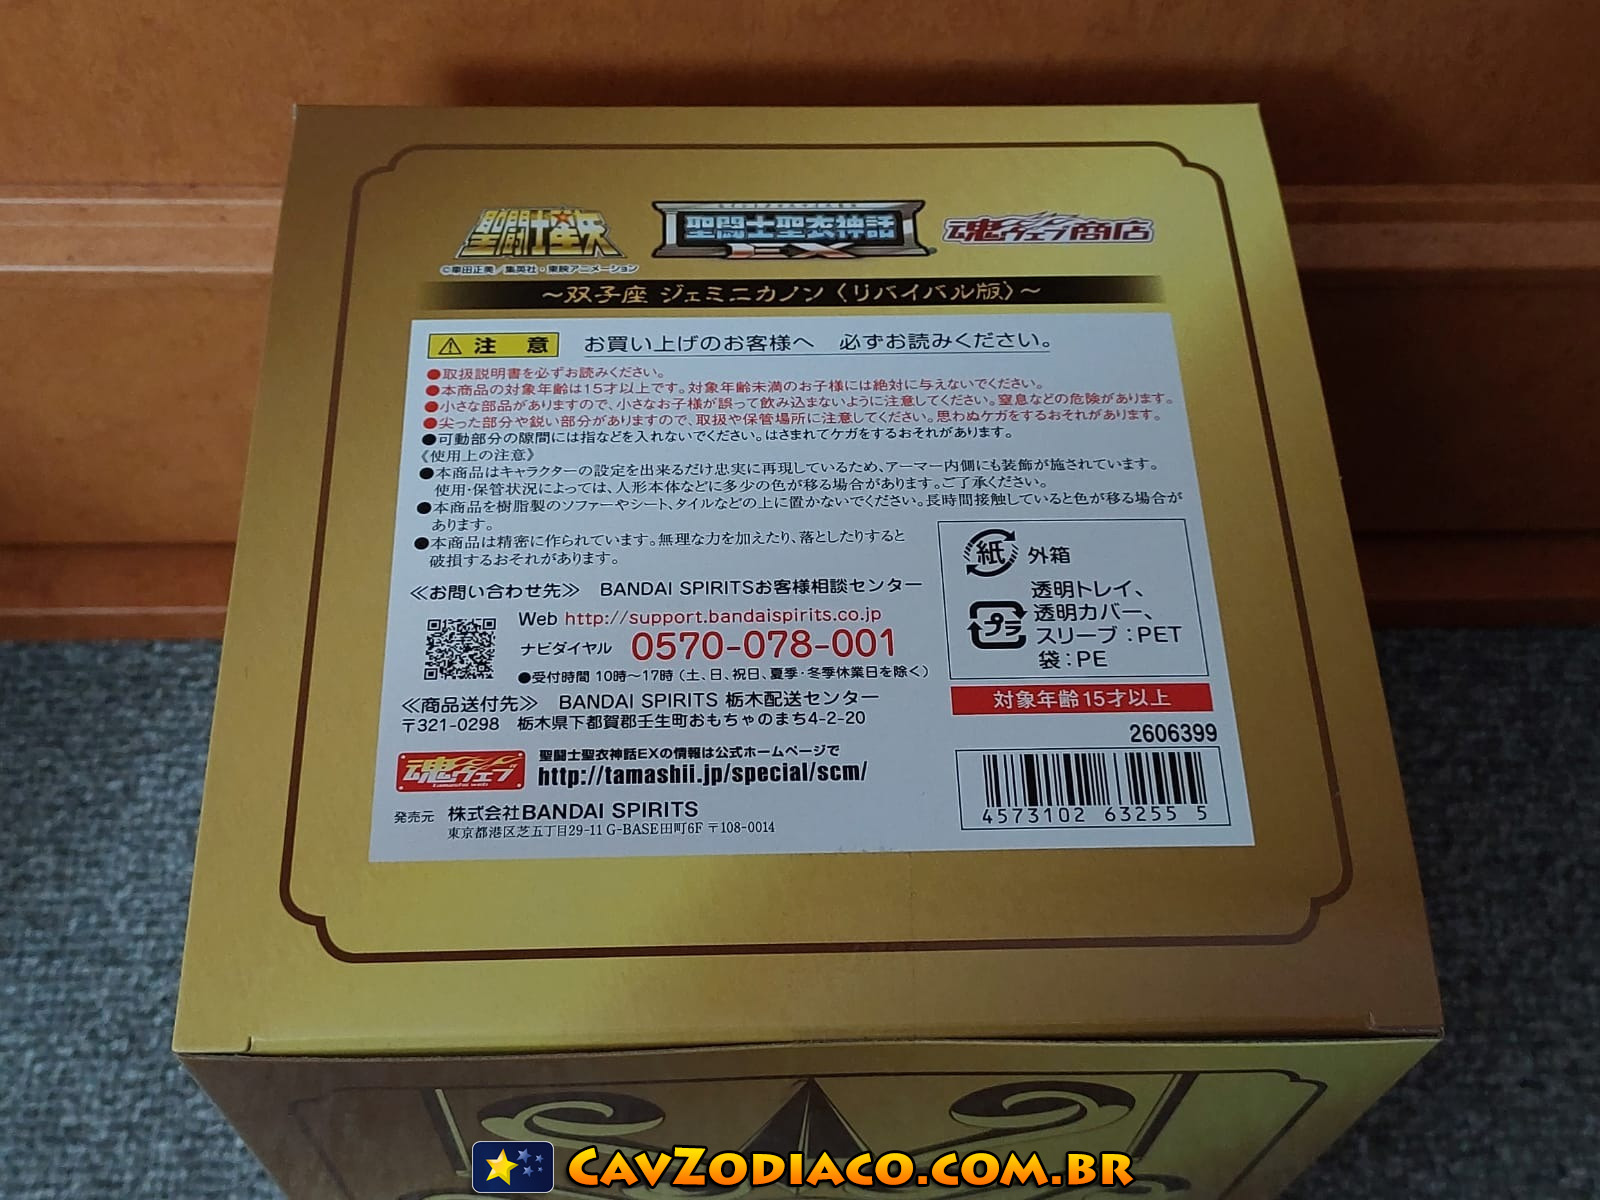 聖闘士星矢
©車田正美/集英社・東映アニメーション
セイントクロスマイスEX
聖闘士聖衣神話
EX
魂ウェブ商店
～双子座 ジェミニカノン〈リバイバル版〉～
⚠ 注 意 お買い上げのお客様へ 必ずお読みください。
●取扱説明書を必ずお読みください。
●本商品の対象年齢は15才以上です。対象年齢未満のお子様には絶対に与えないでください。
●小さな部品がありますので、小さなお子様が誤って飲み込まないように注意してください。窒息などの危険があります。
●尖った部分や鋭い部分がありますので、取扱や保管場所に注意してください。思わぬケガをするおそれがあります。
●可動部分の隙間には指などを入れないでください。はさまれてケガをするおそれがあります。
《使用上の注意》
●本商品はキャラクターの設定を出来るだけ忠実に再現しているため、アーマー内側にも装飾が施されています。
使用・保管状況によっては、人形本体などに多少の色が移る場合があります。ご了承ください。
●本商品を樹脂製のソファーやシート、タイルなどの上に置かないでください。長時間接触していると色が移る場合が
あります。
●本商品は精密に作られています。無理な力を加えたり、落としたりすると
破損するおそれがあります。
≪お問い合わせ先≫ BANDAI SPIRITSお客様相談センター
Web http://support.bandaispirits.co.jp
ナビダイヤル 0570-078-001
●受付時間 10時～17時(土、日、祝日、夏季・冬季休業日を除く)
≪商品送付先≫ BANDAI SPIRITS 栃木配送センター
〒321-0298 栃木県下都賀郡壬生町おもちゃのまち4-2-20
魂ウェブ
tamashii web
聖闘士聖衣神話EXの情報は公式ホームページで
http://tamashii.jp/special/scm/
発売元 株式会社BANDAI SPIRITS
東京都港区芝五丁目29-11 G-BASE田町6F 〒108-0014
紙 外箱
プラ 透明トレイ、
透明カバー、
スリーブ:PET
袋:PE
対象年齢15才以上
2606399
4573102 63255 5
CavZodiaco.com.br